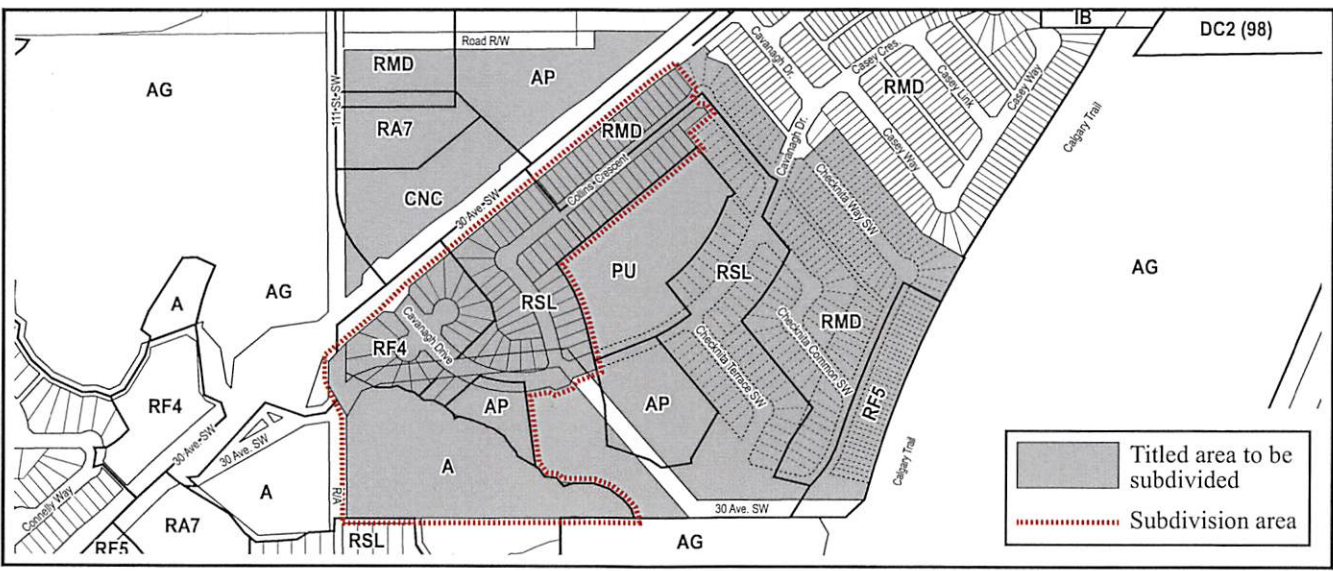 IB
DC2 (98)
Road R/W
RMD
AP
AG
111 St. SW
Cavanagh Dr.
Casey Cres.
RMD
Casey Link
Casey Way
RA7
RMD
Calgary Trail
Collins Crescent
Cavanagh Dr.
Casey Way
CNC
30 Ave. SW
Checknita Way SW
PU
RSL
AG
AG
A
RSL
RMD
Cavanagh Drive
RF4
Checknita Terrace SW
Checknita Common SW
RF4
AP
AP
RF5
30 Ave. SW
30 Ave. SW
A
A
Calgary Trail
Connelly Way
R/A
RA7
30 Ave. SW
RF5
RSL
AG
Titled area to be
subdivided
Subdivision area